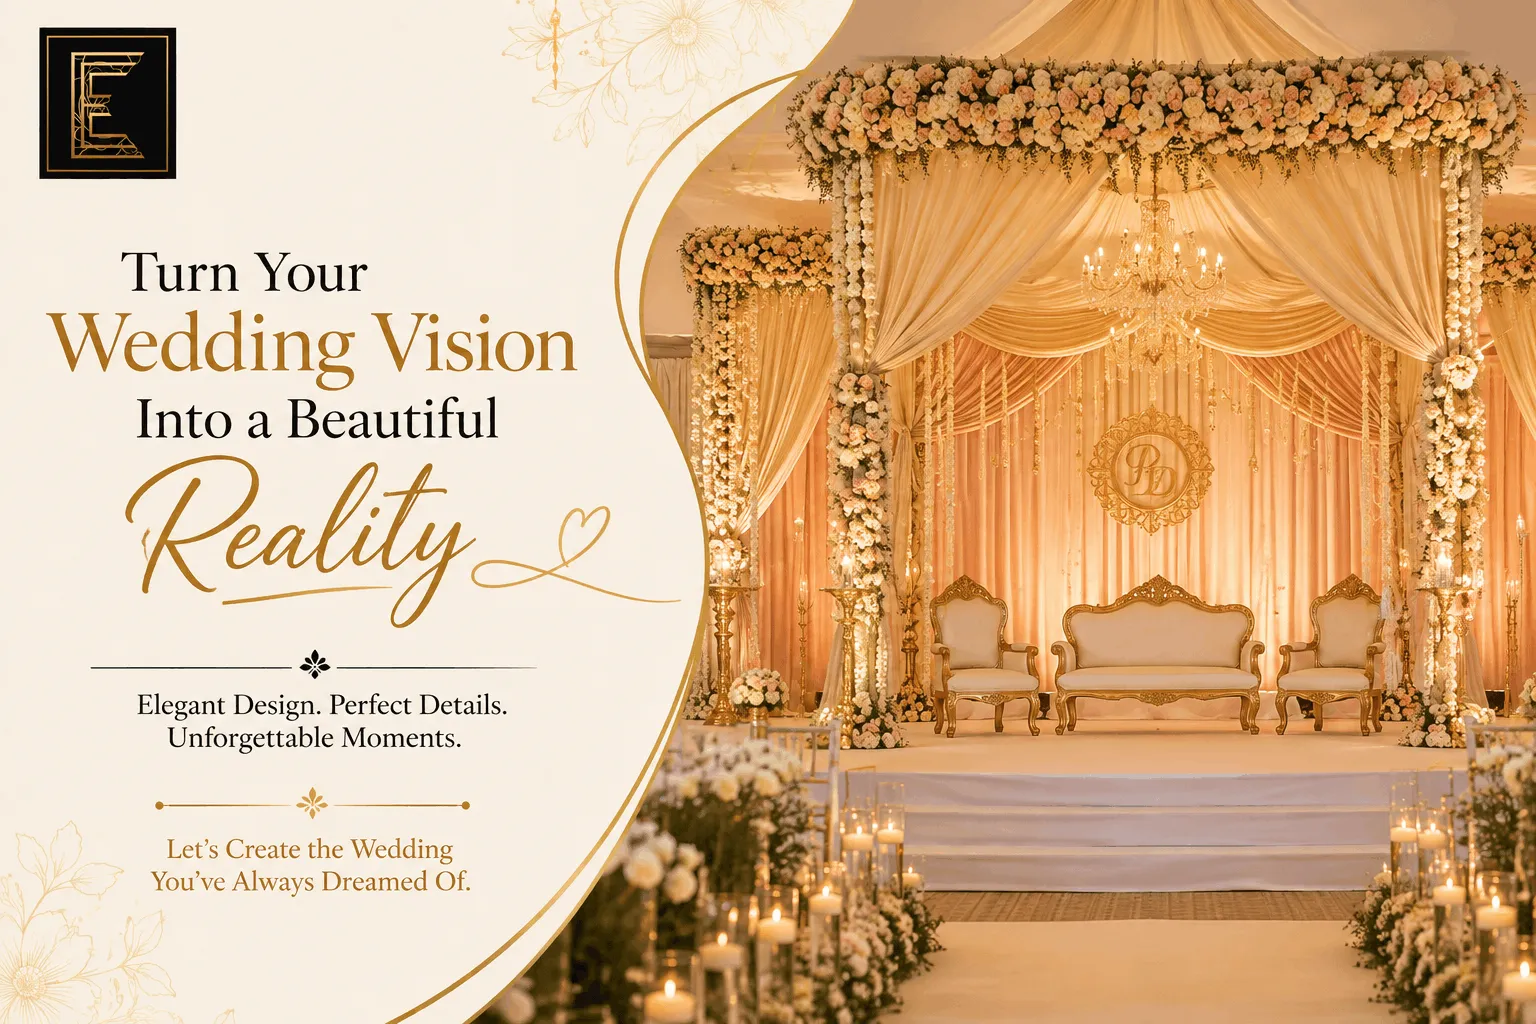 E
Turn Your
Wedding Vision
Into a Beautiful
Reality
Elegant Design. Perfect Details.
Unforgettable Moments.
Let's Create the Wedding
You've Always Dreamed Of.
PD